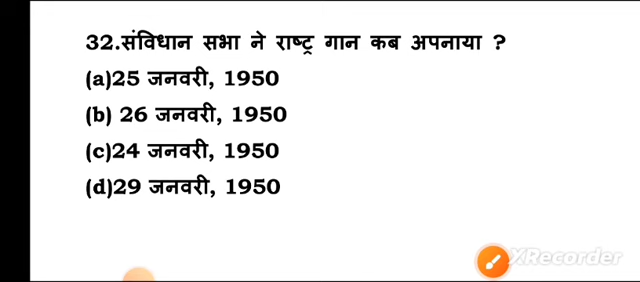 32.संविधान सभा ने राष्ट्र गान कब अपनाया ?
(a)25 जनवरी, 1950
(b) 26 जनवरी, 1950
(c)24 जनवरी, 1950
(d)29 जनवरी, 1950
XRecorder